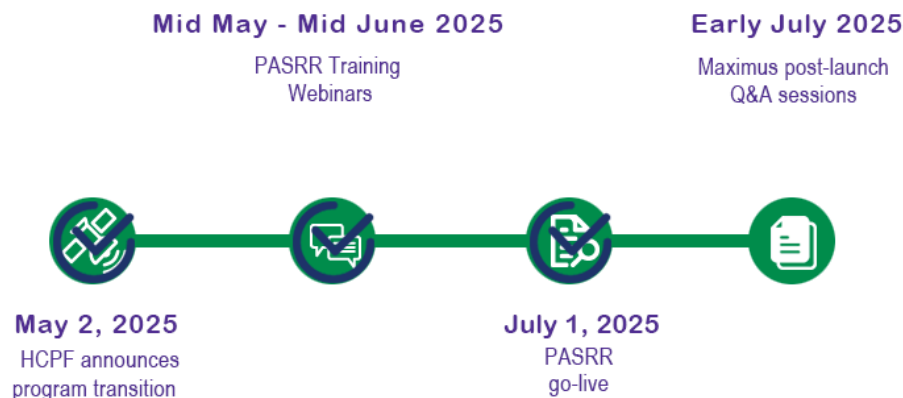 Mid May - Mid June 2025
PASRR Training
Webinars
Early July 2025
Maximus post-launch
Q&A sessions
May 2, 2025
HCPF announces
program transition
July 1, 2025
PASRR
go-live